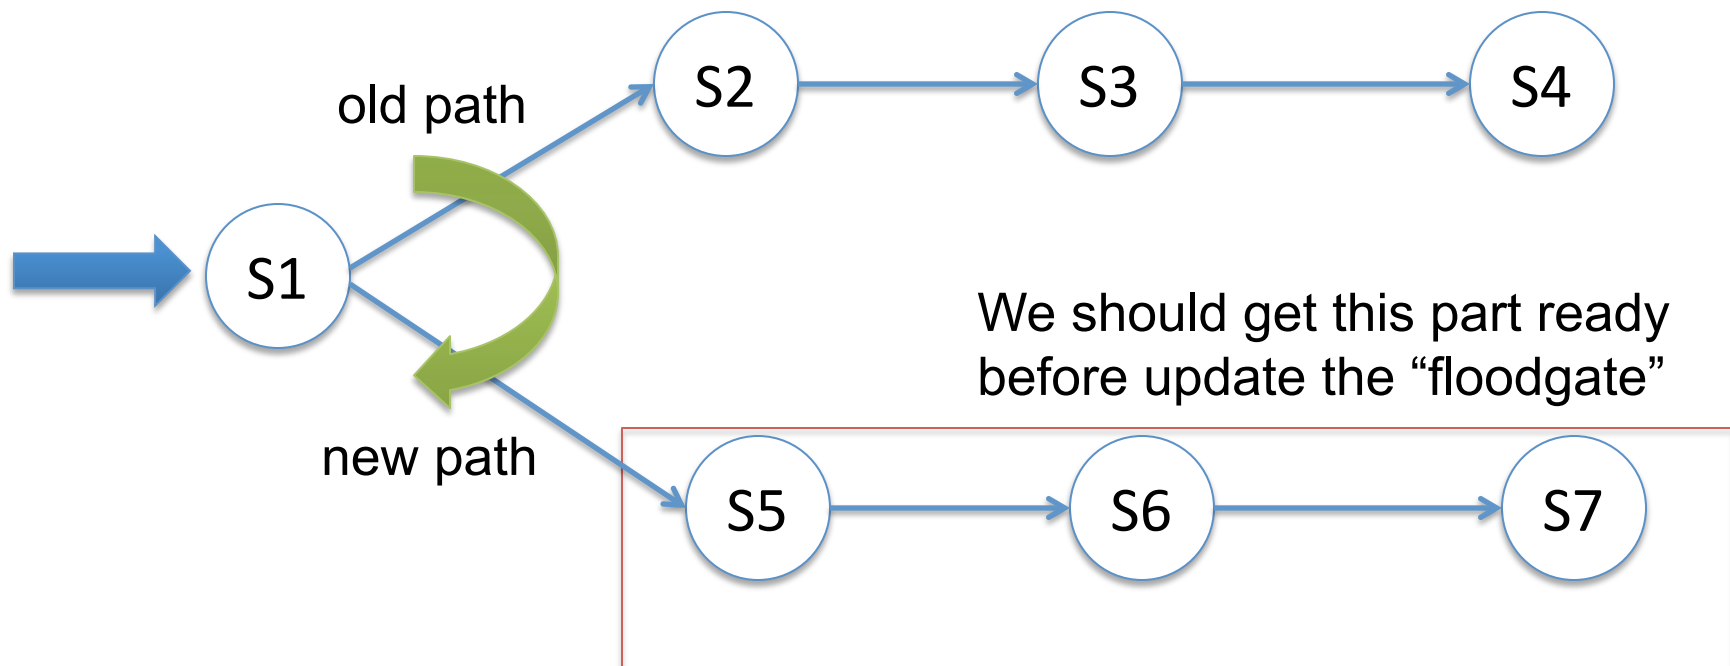 old path
S2
S3
S4
S1
We should get this part ready
before update the “floodgate”
new path
S5
S6
S7